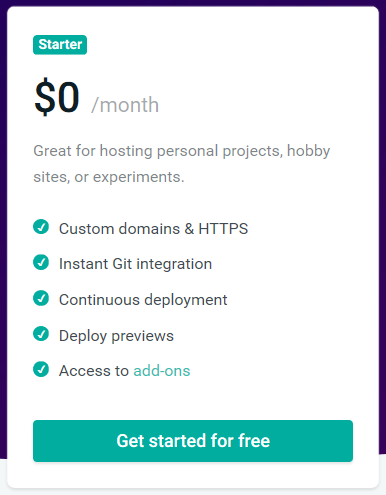 Starter
$0 /month
Great for hosting personal projects, hobby
sites, or experiments.
Custom domains & HTTPS
Instant Git integration
Continuous deployment
Deploy previews
Access to add-ons
Get started for free